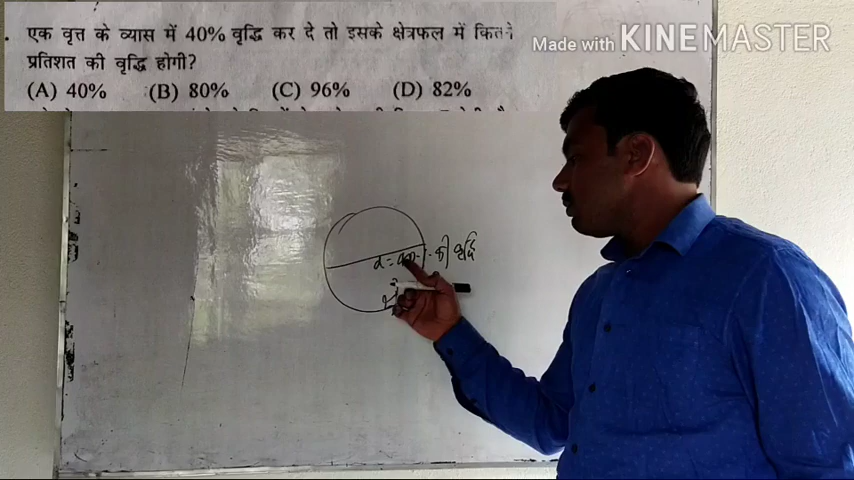 . एक वृत्त के व्यास में 40% वृद्धि कर दे तो इसके क्षेत्रफल में कितने
प्रतिशत की वृद्धि होगी?
(A) 40% (B) 80% (C) 96% (D) 82%
Made with KINEMASTER
की वृद्धि